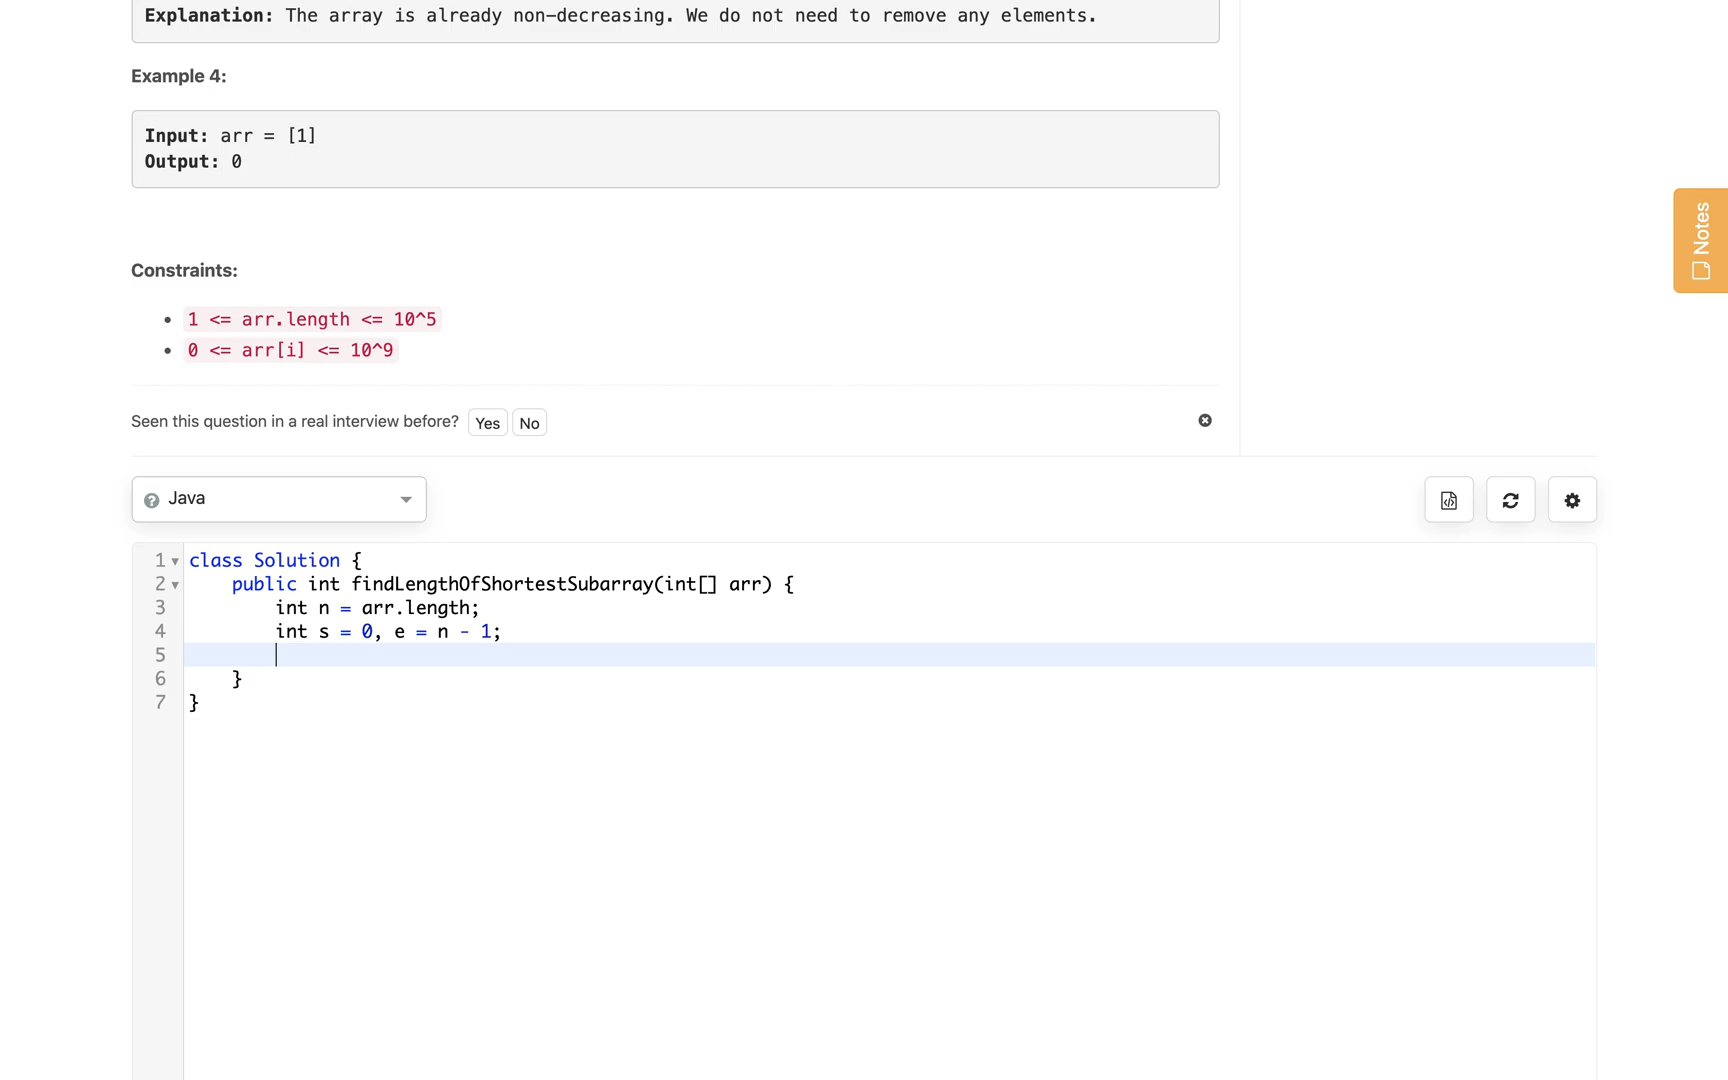 Explanation: The array is already non-decreasing. We do not need to remove any elements.
Example 4:
Input: arr = [1]
Output: 0
Notes
Constraints:
1 <= arr.length <= 10^5
0 <= arr[i] <= 10^9
Seen this question in a real interview before? Yes No
Java
1 class Solution {
2 public int findLengthOfShortestSubarray(int[] arr) {
3 int n = arr.length;
4 int s = 0, e = n - 1;
5
6 }
7 }